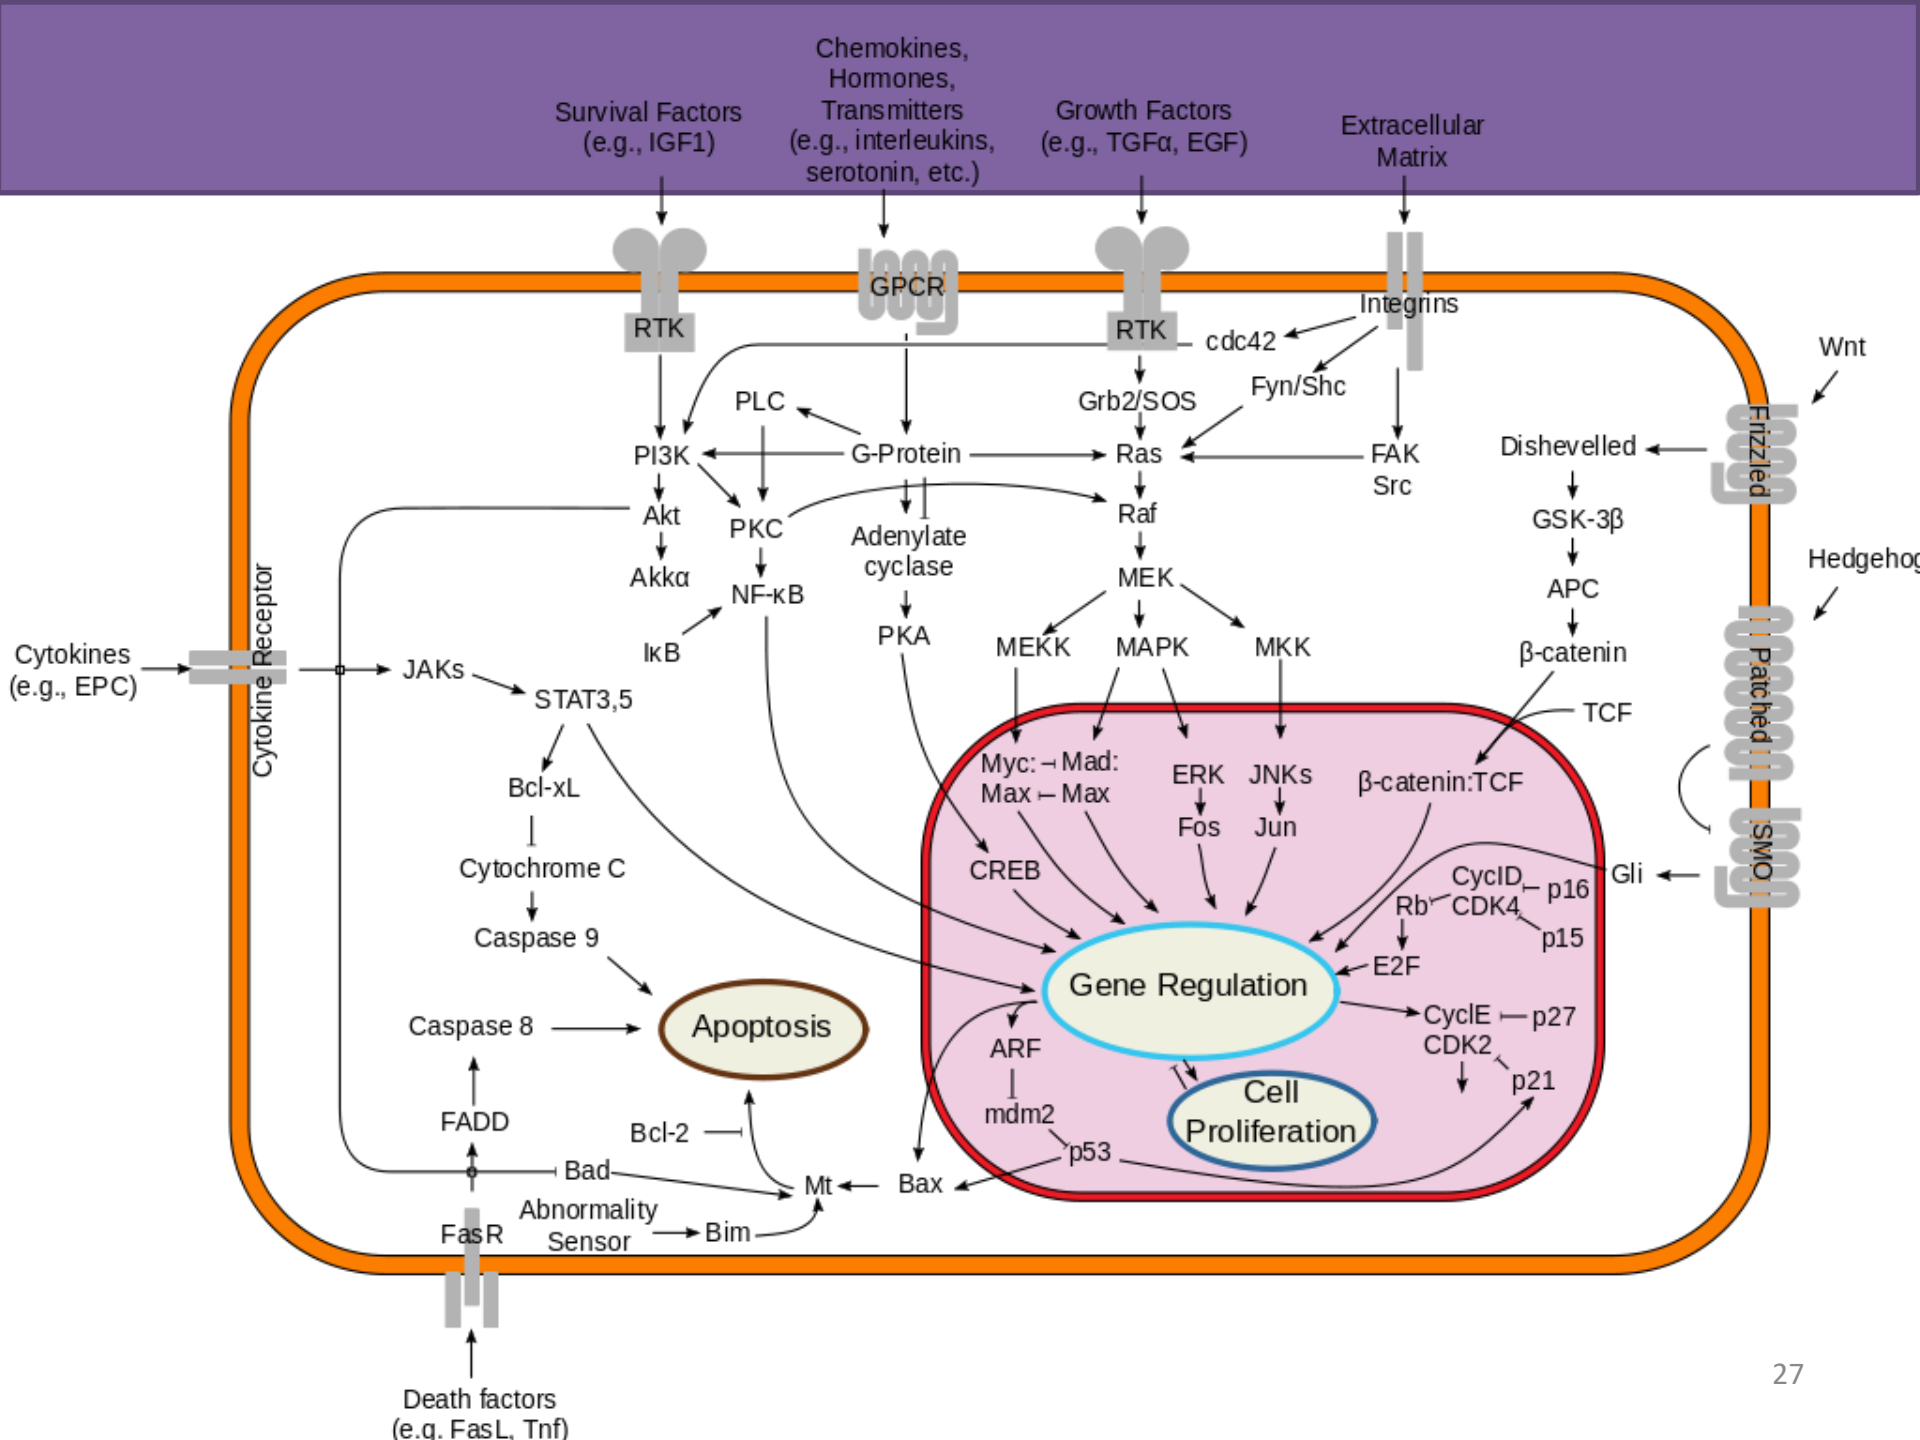 Chemokines,
Hormones,
Transmitters
(e.g., interleukins,
serotonin, etc.)
Survival Factors
(e.g., IGF1)
Growth Factors
(e.g., TGFα, EGF)
Extracellular
Matrix
RTK
GPCR
RTK
Integrins
cdc42
Fyn/Shc
Wnt
Frizzled
PLC
Grb2/SOS
PI3K
G-Protein
Ras
FAK
Src
Dishevelled
Akt
PKC
Raf
GSK-3β
Adenylate
cyclase
Akkα
NF-κB
MEK
APC
Hedgehog
IκB
PKA
MEKK
MAPK
MKK
β-catenin
Patched
Cytokines
(e.g., EPC)
Cytokine Receptor
JAKs
STAT3,5
TCF
Bcl-xL
Myc:
Mad:
Max
Max
ERK
JNKs
β-catenin:TCF
Fos
Jun
SMO
Cytochrome C
CREB
CycID
CDK4
p16
Gli
Rb
p15
Caspase 9
E2F
Gene Regulation
Caspase 8
Apoptosis
ARF
CyclE
CDK2
p27
p21
FADD
Bcl-2
mdm2
Cell
Proliferation
p53
Bad
Mt
Bax
Abnormality
Sensor
Bim
FasR
Death factors
(e.g. FasL, Tnf)
27